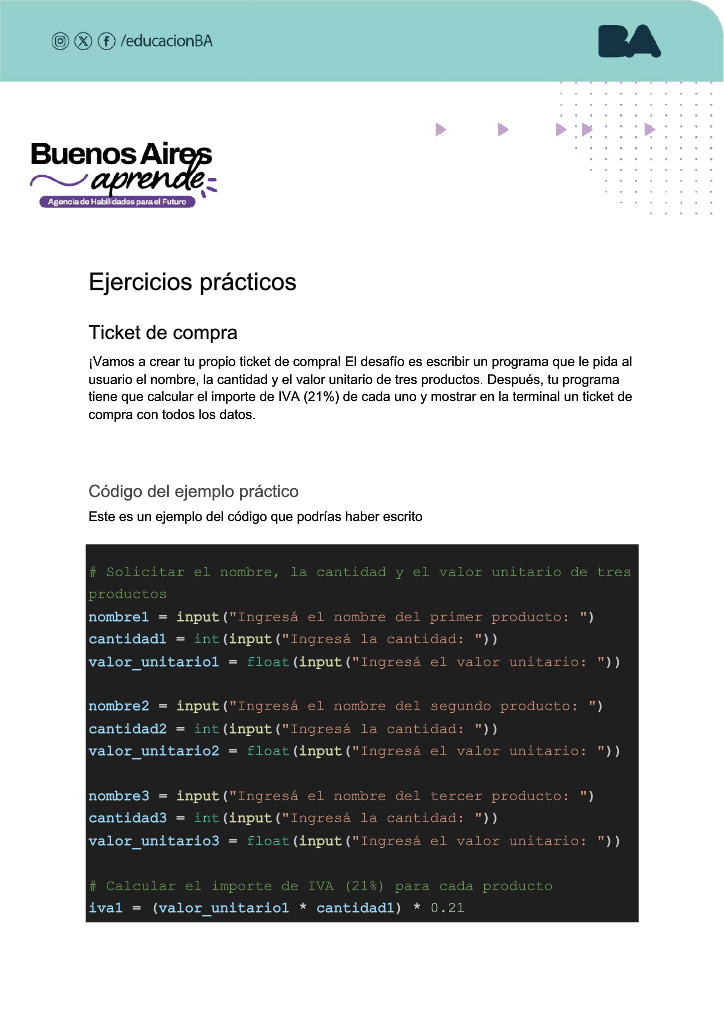 /educacionBA
BA
Buenos Aires
aprende
Agencia de Habilidades para el Futuro
Ejercicios prácticos
Ticket de compra
¡Vamos a crear tu propio ticket de compra! El desafío es escribir un programa que le pida al
usuario el nombre, la cantidad y el valor unitario de tres productos. Después, tu programa
tiene que calcular el importe de IVA (21%) de cada uno y mostrar en la terminal un ticket de
compra con todos los datos.
Código del ejemplo práctico
Este es un ejemplo del código que podrías haber escrito
# Solicitar el nombre, la cantidad y el valor unitario de tres
productos
nombre1 = input("Ingresá el nombre del primer producto: ")
cantidad1 = int(input("Ingresá la cantidad: "))
valor_unitario1 = float(input("Ingresá el valor unitario: "))
nombre2 = input("Ingresá el nombre del segundo producto: ")
cantidad2 = int(input("Ingresá la cantidad: "))
valor_unitario2 = float(input("Ingresá el valor unitario: "))
nombre3 = input("Ingresá el nombre del tercer producto: ")
cantidad3 = int(input("Ingresá la cantidad: "))
valor_unitario3 = float(input("Ingresá el valor unitario: "))
# Calcular el importe de IVA (21%) para cada producto
iva1 = (valor_unitario1 * cantidad1) * 0.21